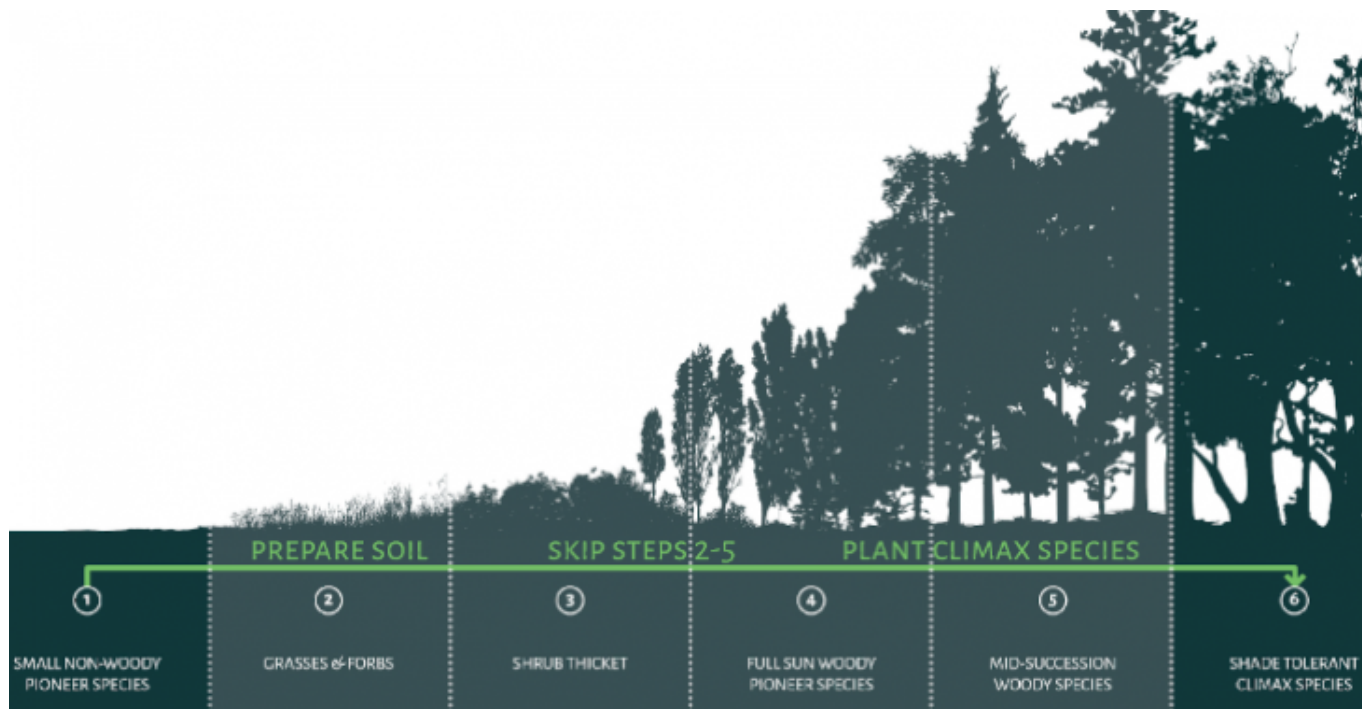 PREPARE SOIL
SKIP STEPS 2-5
PLANT CLIMAX SPECIES
1
2
3
4
5
6
SMALL NON-WOODY
PIONEER SPECIES
GRASSES & FORBS
SHRUB THICKET
FULL SUN WOODY
PIONEER SPECIES
MID-SUCCESSION
WOODY SPECIES
SHADE TOLERANT
CLIMAX SPECIES